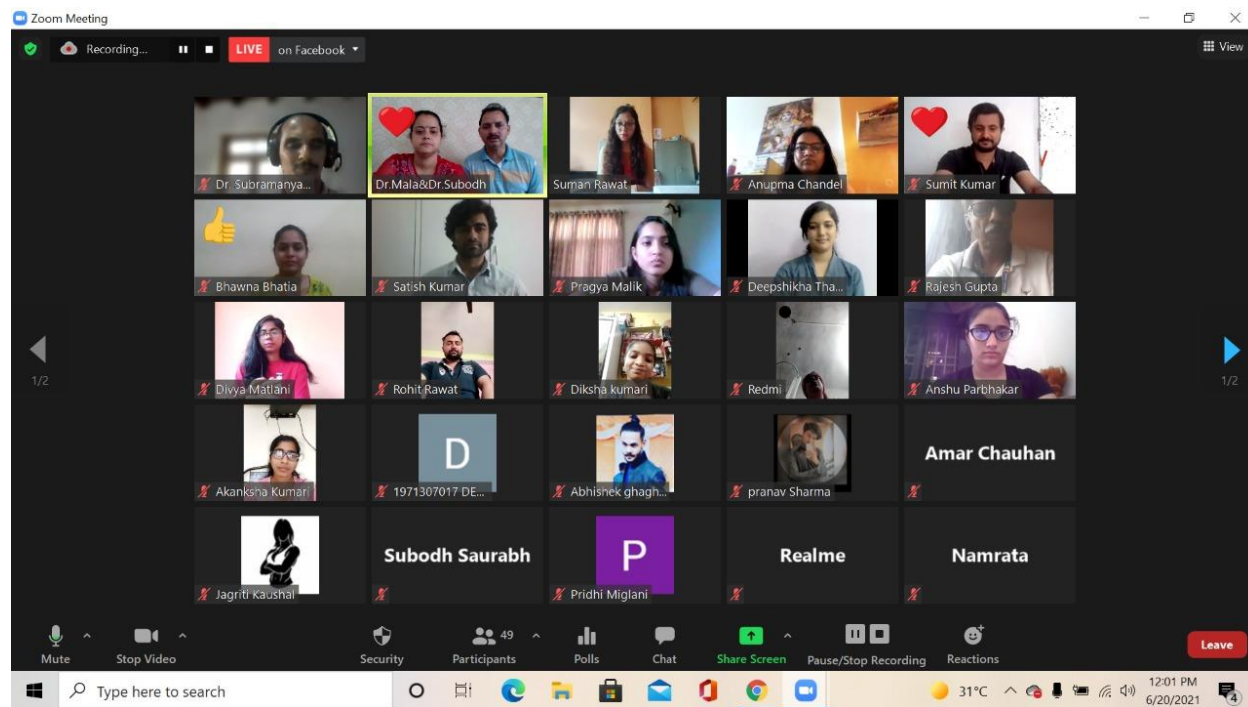 Zoom Meeting
Recording...
LIVE on Facebook
View
Dr. Subramanya...
Dr.Mala&Dr.Subodh
Suman Rawat
Anupma Chandel
Sumit Kumar
Bhawna Bhatia
Satish Kumar
Pragya Malik
Deepshikha Tha...
Rajesh Gupta
1/2
1/2
Divya Matlani
Rohit Rawat
Diksha kumari
Redmi
Anshu Parbhakar
Akanksha Kumari
D
1971307017 DE...
Abhishek ghagh...
pranav Sharma
Amar Chauhan
Jagriti Kaushal
Subodh Saurabh
P
Pridhi Miglani
Realme
Namrata
Mute
Stop Video
Security
49
Participants
Polls
Chat
Share Screen
Pause/Stop Recording
Reactions
Leave
Type here to search
31°C
12:01 PM
6/20/2021
4